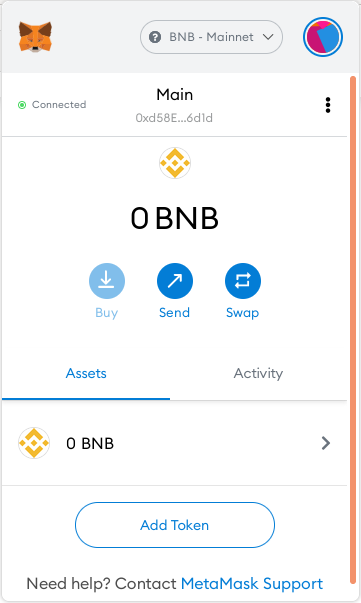 BNB - Mainnet
Connected
Main
0xd58E...6d1d
0 BNB
Buy
Send
Swap
Assets
Activity
0 BNB
Add Token
Need help? Contact MetaMask Support